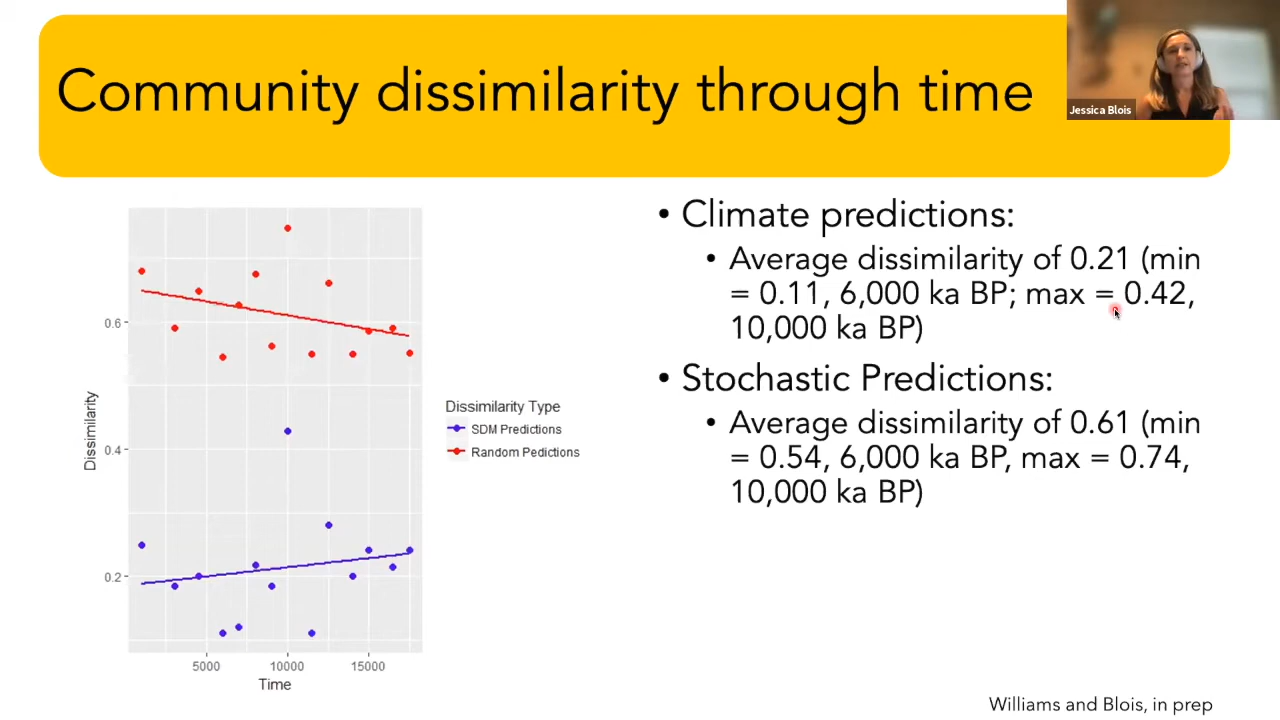 Community dissimilarity through time
Jessica Blois
• Climate predictions:
• Average dissimilarity of 0.21 (min
= 0.11, 6,000 ka BP; max = 0.42,
10,000 ka BP)
• Stochastic Predictions:
• Average dissimilarity of 0.61 (min
= 0.54, 6,000 ka BP, max = 0.74,
10,000 ka BP)
Dissimilarity
0.6
0.4
0.2
5000 10000 15000
Time
Dissimilarity Type
SDM Predictions
Random Pedictions
Williams and Blois, in prep